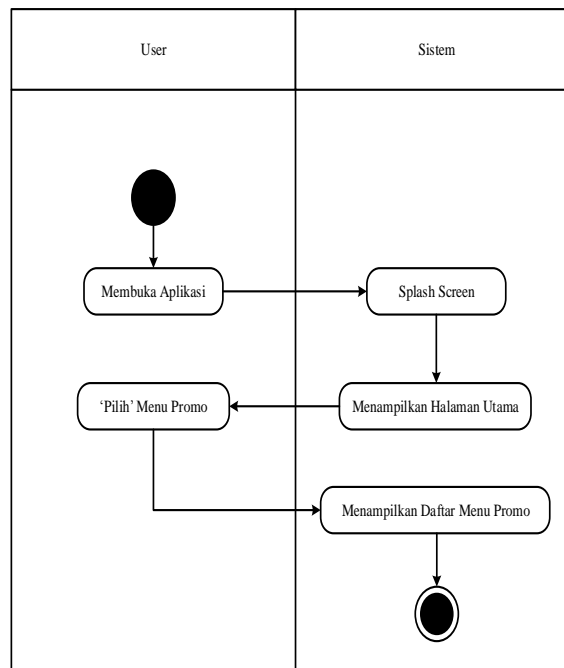 User
Sistem
Membuka Aplikasi
Splash Screen
Menampilkan Halaman Utama
‘Pilih’ Menu Promo
Menampilkan Daftar Menu Promo